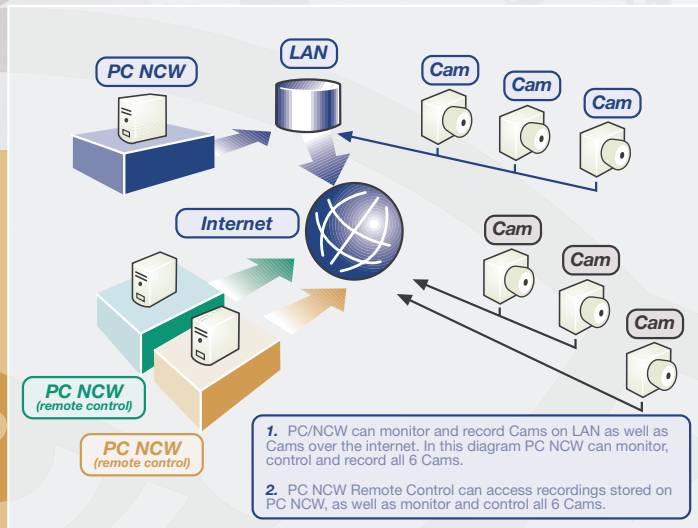 LAN
PC NCW
Cam
Cam
Cam
Internet
Cam
Cam
Cam
PC NCW
(remote control)
PC NCW
(remote control)
1. PC/NCW can monitor and record Cams on LAN as well as
Cams over the internet. In this diagram PC NCW can monitor,
control and record all 6 Cams.
2. PC NCW Remote Control can access recordings stored on
PC NCW, as well as monitor and control all 6 Cams.